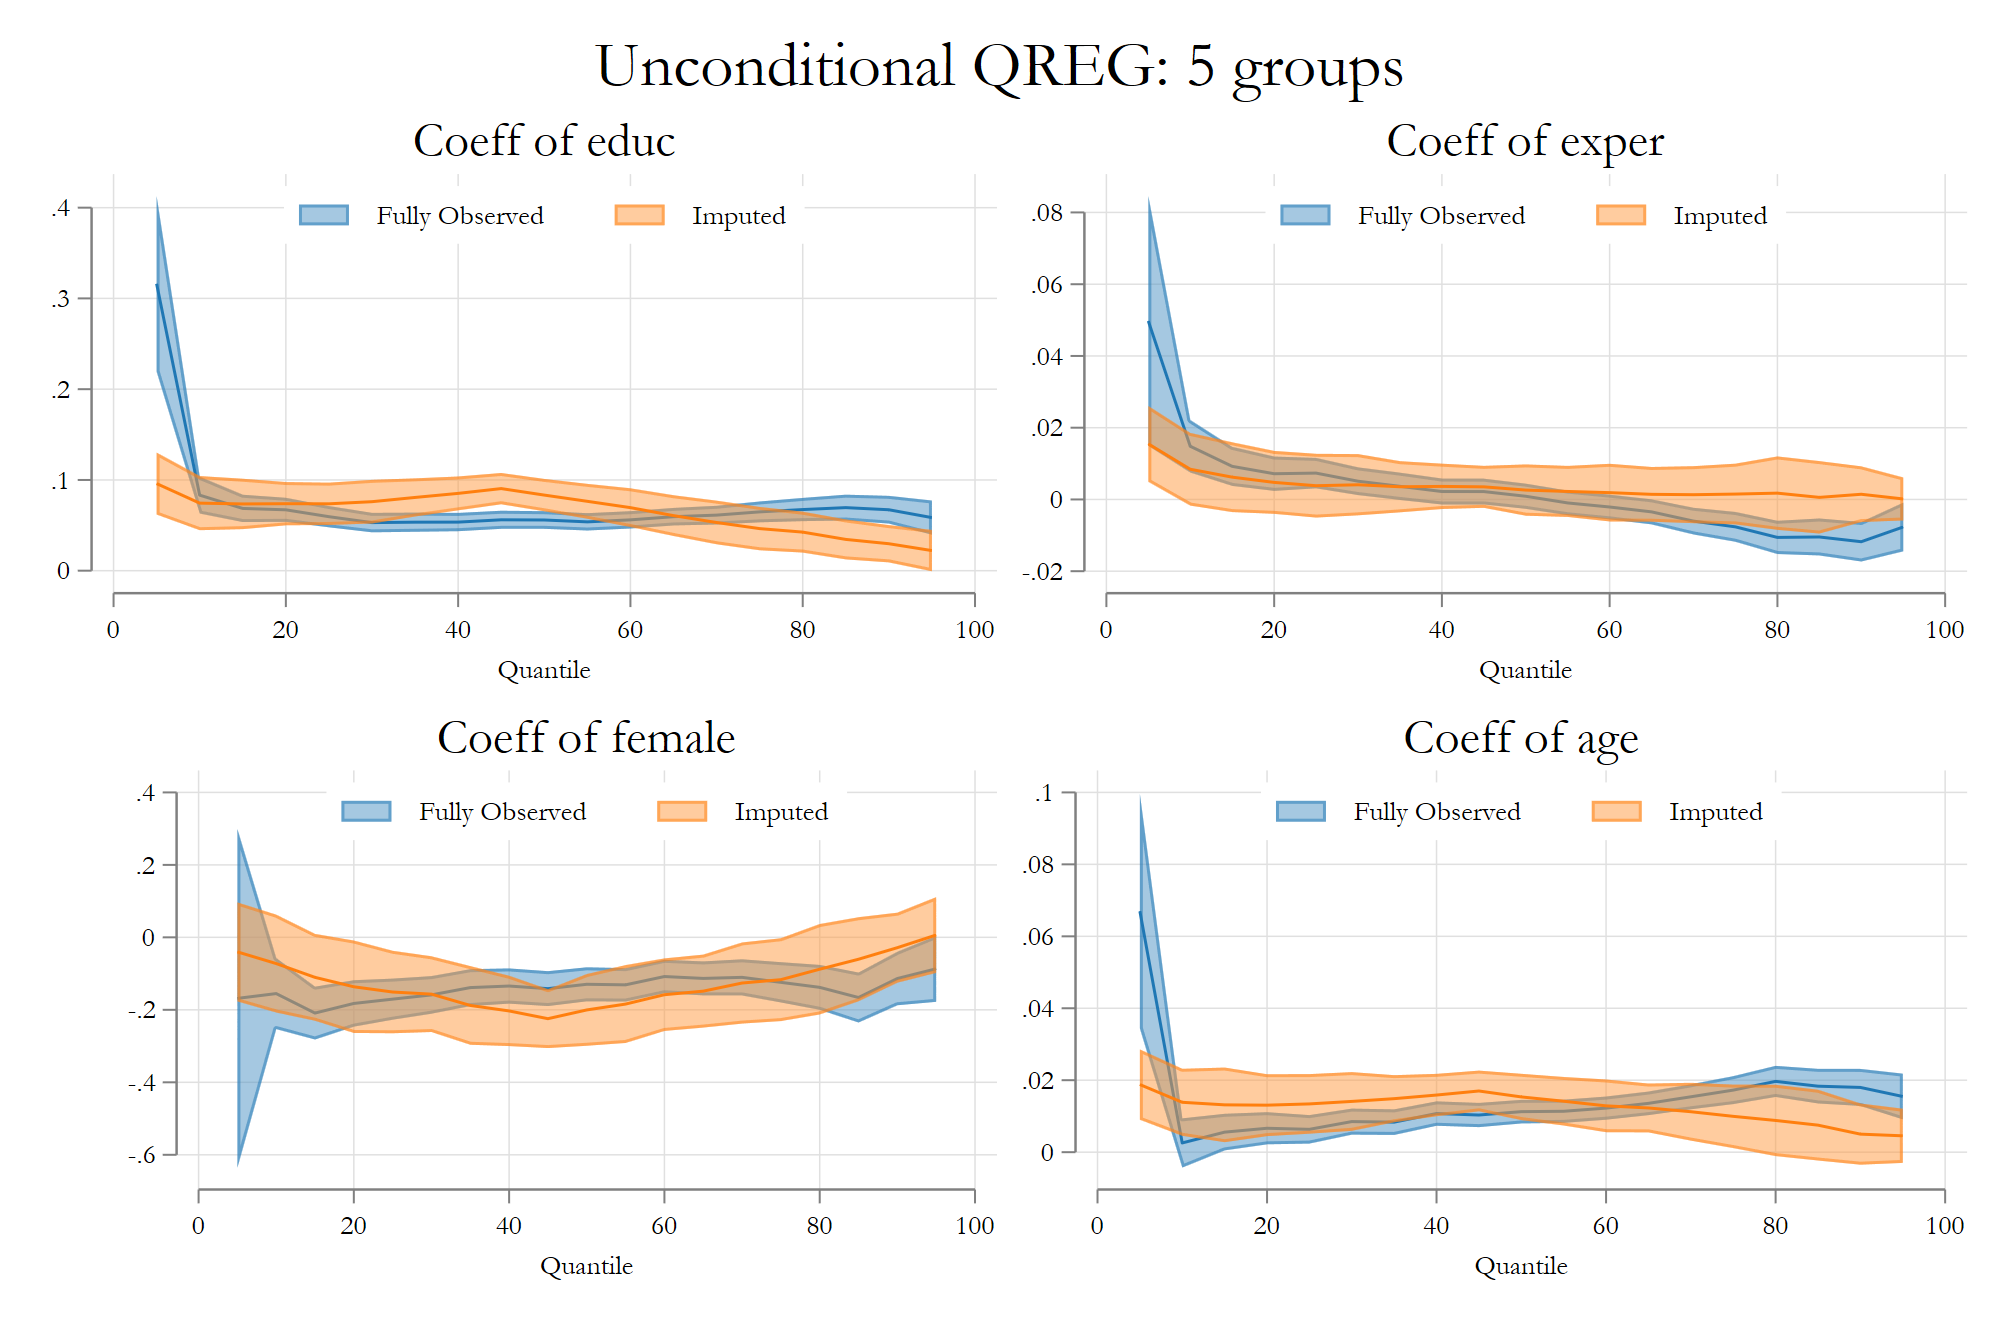 Unconditional QREG: 5 groups
Coeff of educ
Fully Observed Imputed
.4
.3
.2
.1
0
0 20 40 60 80 100
Quantile
Coeff of exper
Fully Observed Imputed
.08
.06
.04
.02
0
-.02
0 20 40 60 80 100
Quantile
Coeff of female
Fully Observed Imputed
.4
.2
0
-.2
-.4
-.6
0 20 40 60 80 100
Quantile
Coeff of age
Fully Observed Imputed
.1
.08
.06
.04
.02
0
0 20 40 60 80 100
Quantile